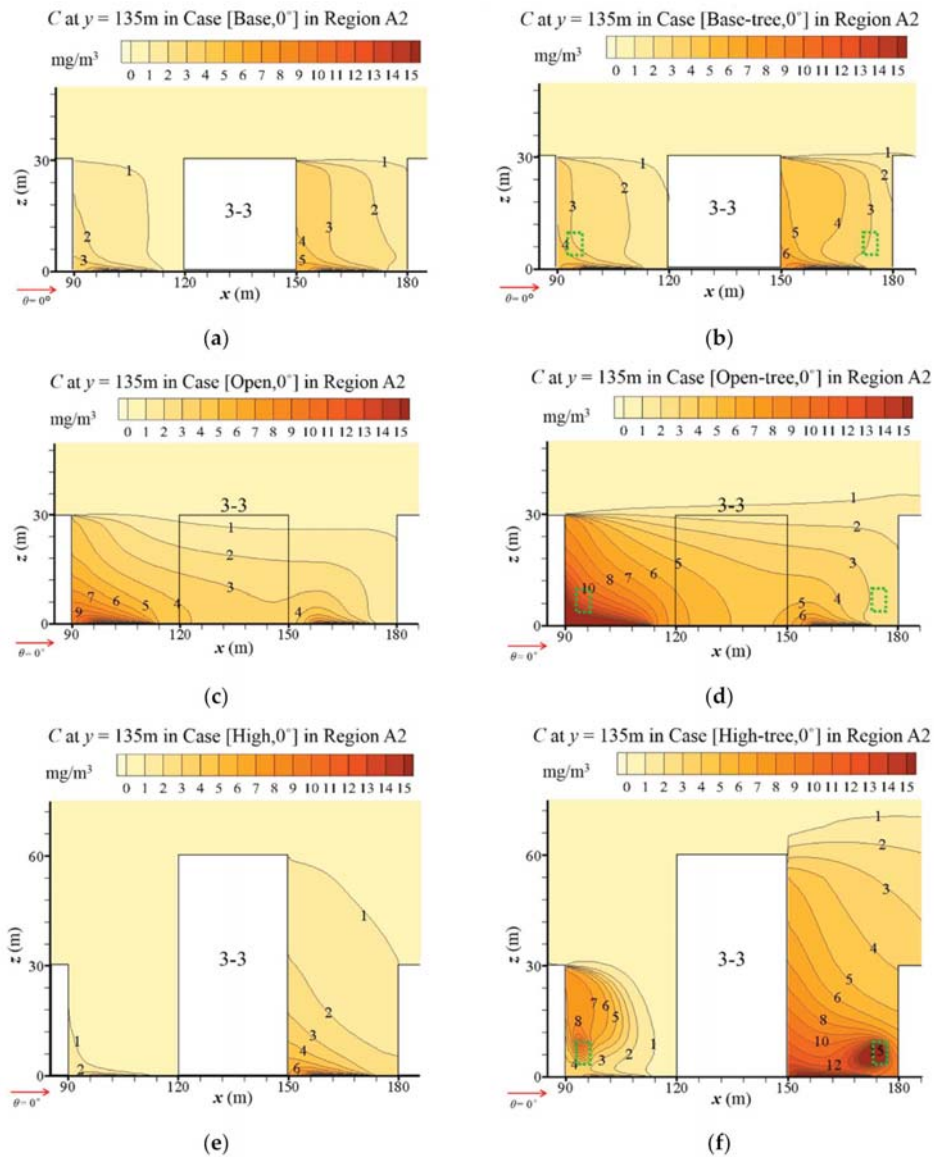 C at y = 135m in Case [Base,0°] in Region A2
mg/m³
0 1 2 3 4 5 6 7 8 9 10 11 12 13 14 15
30
z (m)
0
1
1
2
3
3-3
4
5
3
2
90 120 150 180
x (m)
θ= 0°
(a)
C at y = 135m in Case [Base-tree,0°] in Region A2
mg/m³
0 1 2 3 4 5 6 7 8 9 10 11 12 13 14 15
30
z (m)
0
1
1
2
2
3
3
4
3-3
4
5
6
90 120 150 180
x (m)
θ= 0°
(b)
C at y = 135m in Case [Open,0°] in Region A2
mg/m³
0 1 2 3 4 5 6 7 8 9 10 11 12 13 14 15
3-3
30
z (m)
0
1
2
3
7
6
9
5
4
4
90 120 150 180
x (m)
θ= 0°
(c)
C at y = 135m in Case [Open-tree,0°] in Region A2
mg/m³
0 1 2 3 4 5 6 7 8 9 10 11 12 13 14 15
3-3
30
z (m)
0
1
2
3
10 8 7 6 5
5
4
6
90 120 150 180
x (m)
θ= 0°
(d)
C at y = 135m in Case [High,0°] in Region A2
mg/m³
0 1 2 3 4 5 6 7 8 9 10 11 12 13 14 15
60
30
z (m)
0
1
3-3
1
2
2
3
4
6
90 120 150 180
x (m)
θ= 0°
(e)
C at y = 135m in Case [High-tree,0°] in Region A2
mg/m³
0 1 2 3 4 5 6 7 8 9 10 11 12 13 14 15
60
30
z (m)
0
1
2
3
4
5
6
8
10
12
3-3
7
6
5
8
1
2
3
4
90 120 150 180
x (m)
θ= 0°
(f)